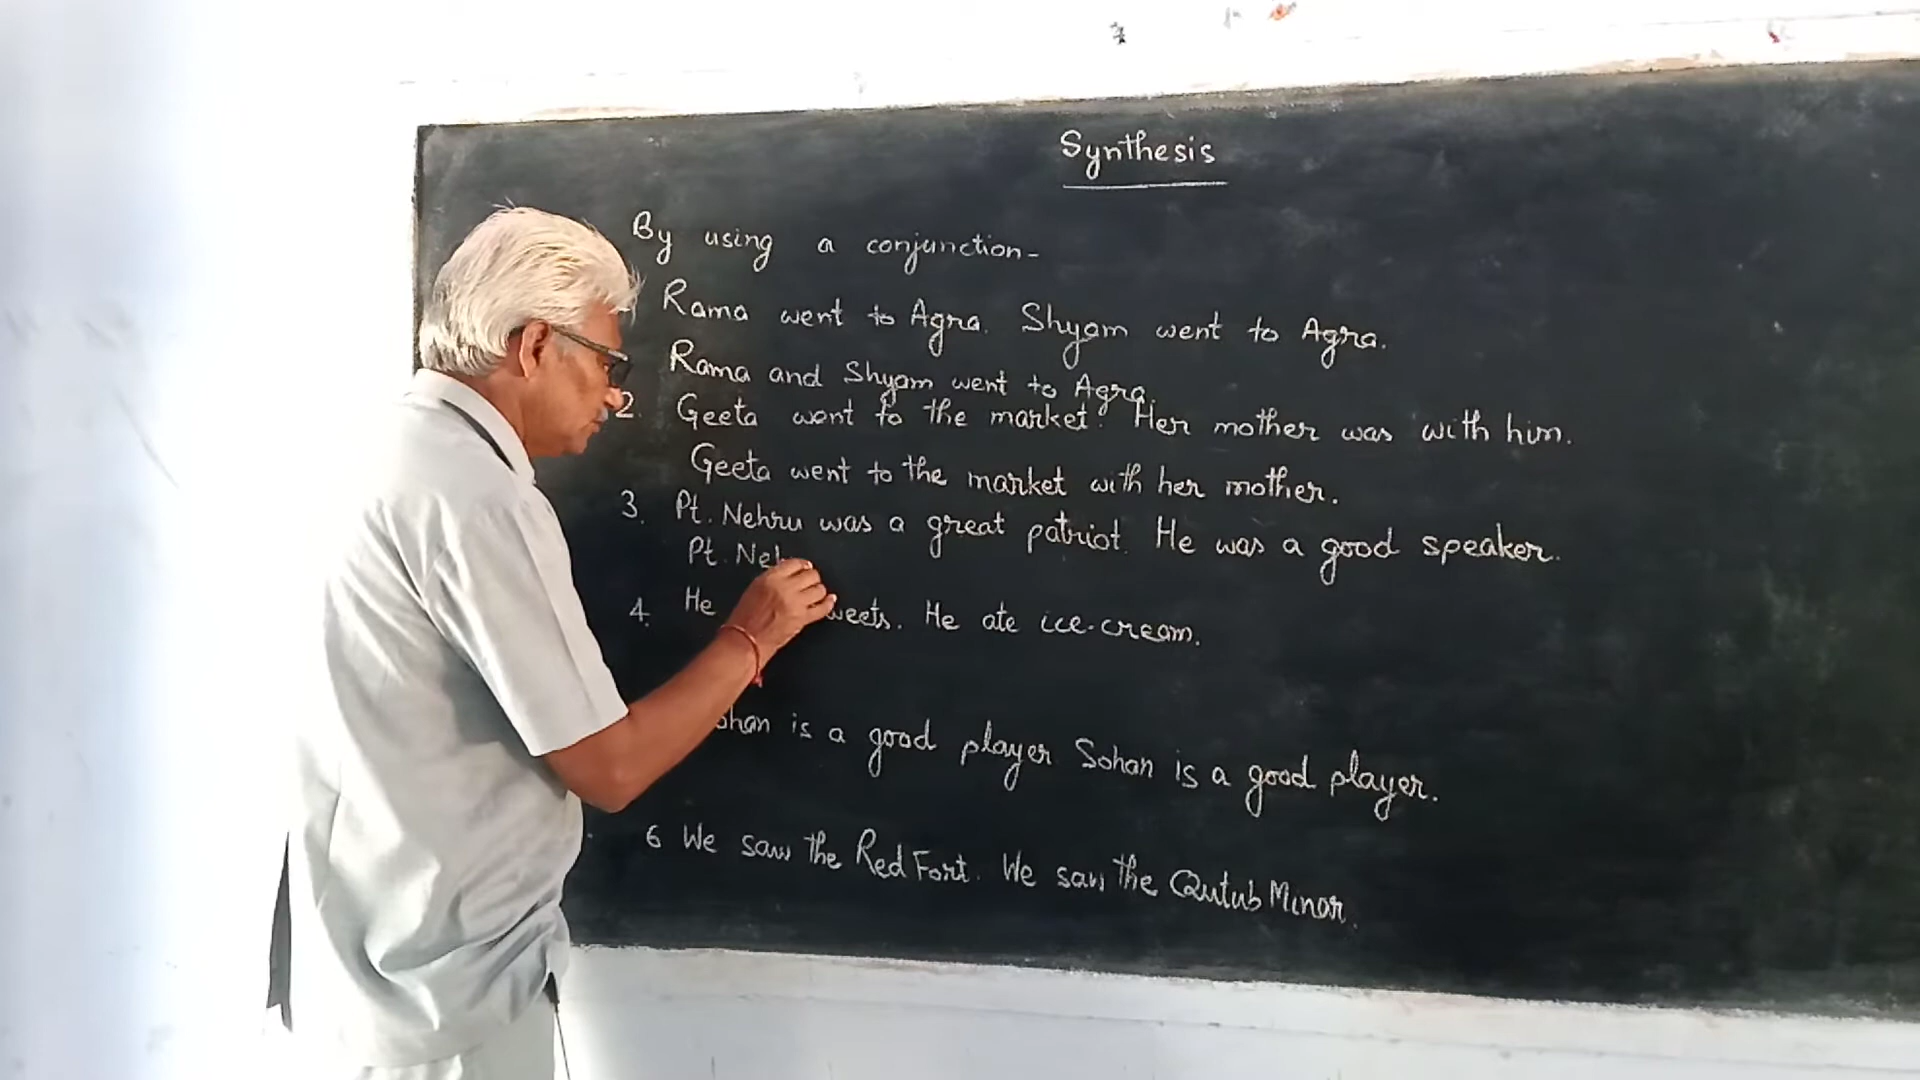 Synthesis
By using a conjunction-
Rama went to Agra. Shyam went to Agra.
Rama and Shyam went to Agra.
2. Geeta went to the market. Her mother was with him.
Geeta went to the market with her mother.
3. Pt. Nehru was a great patriot. He was a good speaker.
Pt. Neh
4. He weets. He ate ice-cream.
ohan is a good player Sohan is a good player.
6 We saw the Red Fort. We saw the Qutub Minar.